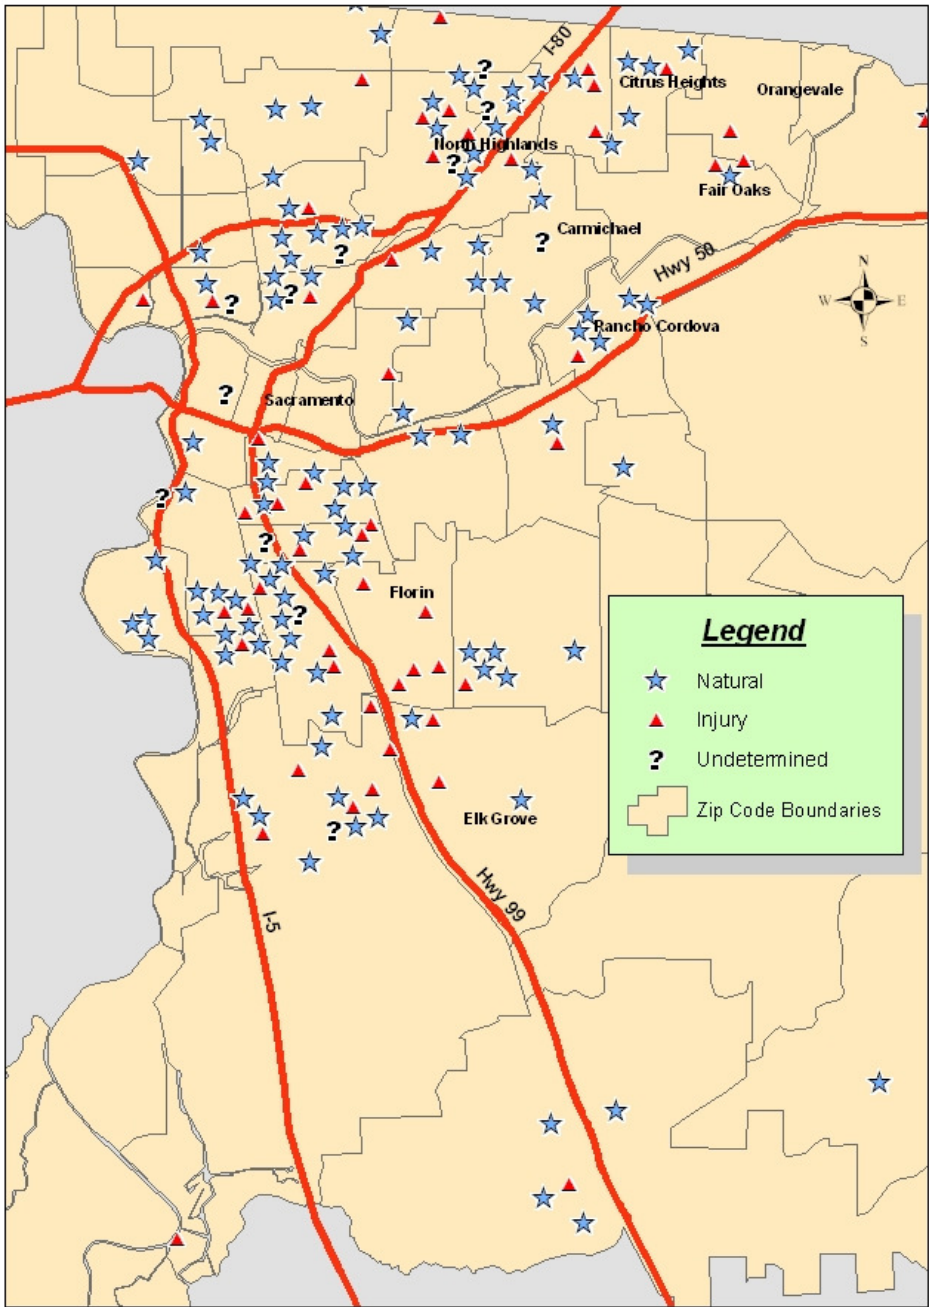 I-80
?
Citrus Heights
Orangevale
?
North Highlands
?
Fair Oaks
Carmichael
?
?
Hwy 50
N
W E
S
?
?
Rancho Cordova
?
Sacramento
?
?
Florin
?
Legend
Natural
Injury
? Undetermined
Zip Code Boundaries
Elk Grove
?
Hwy 99
I-5